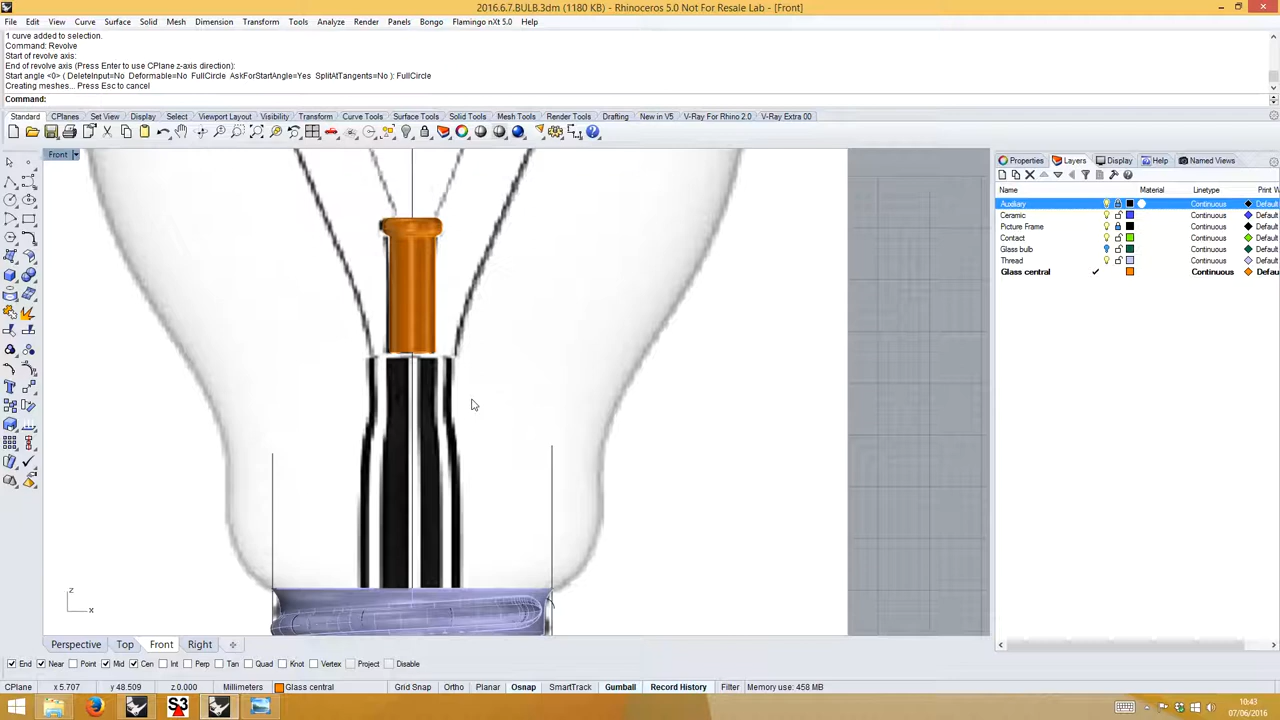 2016.6.7.BULB.3dm (1180 KB) - Rhinoceros 5.0 Not For Resale Lab - [Front]
File Edit View Curve Surface Solid Mesh Dimension Transform Tools Analyze Render Panels Bongo Flamingo nXt 5.0 Help
1 curve added to selection.
Command: Revolve
Start of revolve axis:
End of revolve axis (Press Enter to use CPlane z-axis direction):
Start angle <0> ( DeleteInput=No Deformable=No FullCircle AskForStartAngle=Yes SplitAtTangents=No ): FullCircle
Creating meshes... Press Esc to cancel
Command:
Standard CPlanes Set View Display Select Viewport Layout Visibility Transform Curve Tools Surface Tools Solid Tools Mesh Tools Render Tools Drafting New in V5 V-Ray For Rhino 2.0 V-Ray Extra 00
Front
Properties Layers Display Help Named Views
Name Material Linetype Print W
Auxiliary Continuous Default
Ceramic Continuous Default
Picture Frame Continuous Default
Contact Continuous Default
Glass bulb Continuous Default
Thread Continuous Default
Glass central Continuous Default
z
x
Perspective Top Front Right
End Near Point Mid Cen Int Perp Tan Quad Knot Vertex Project Disable
CPlane x 5.707 y 48.509 z 0.000 Millimeters Glass central Grid Snap Ortho Planar Osnap SmartTrack Gumball Record History Filter Memory use: 458 MB
S3
10:43
07/06/2016